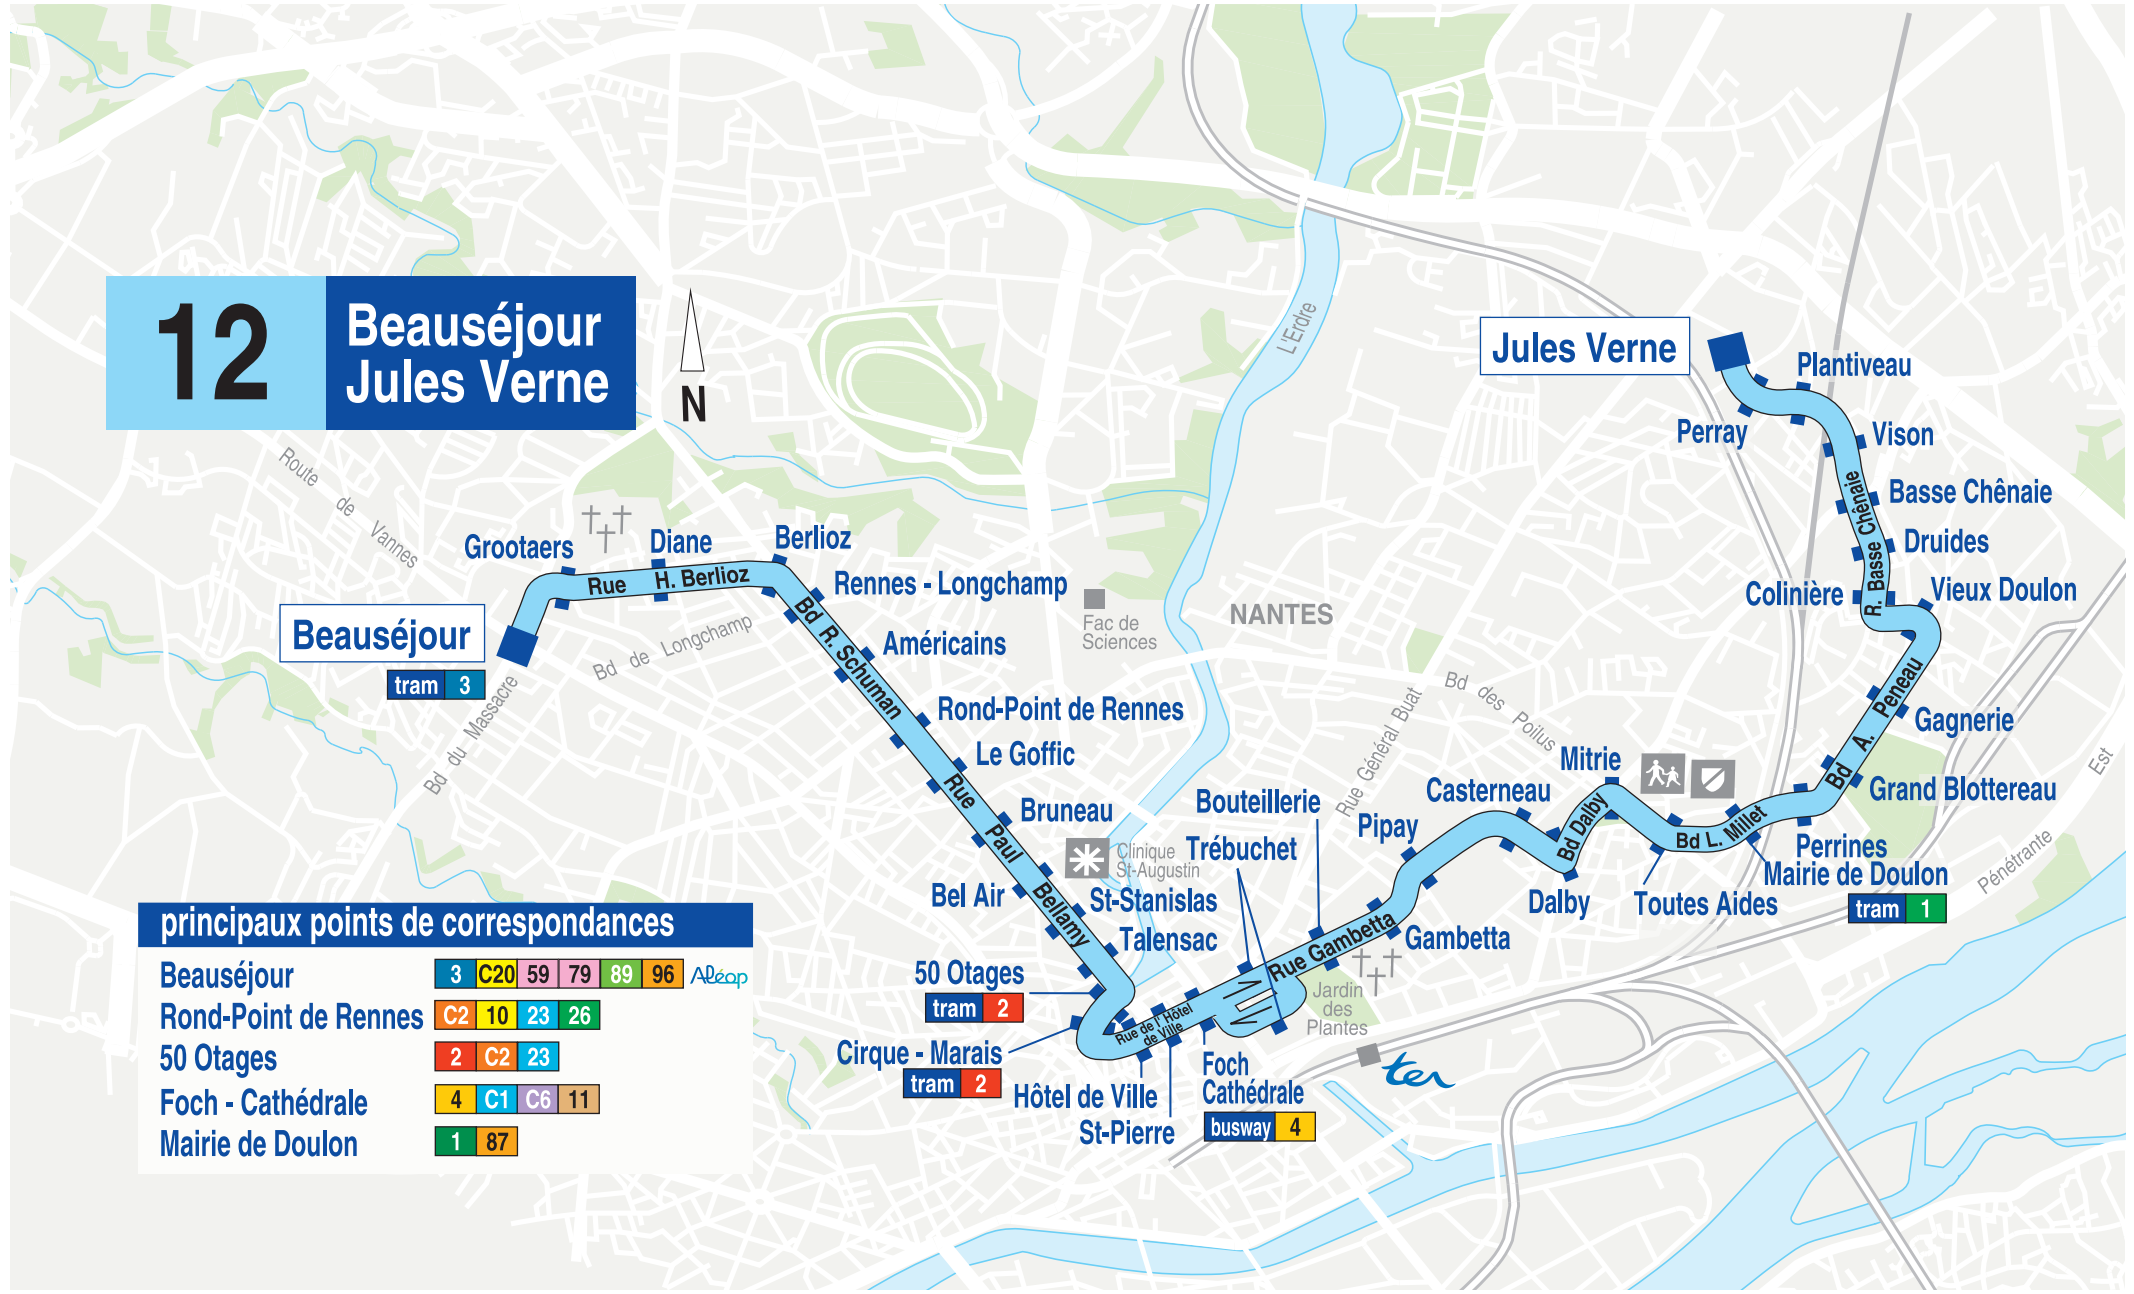 12
Beauséjour
Jules Verne
N
L'Erdre
Jules Verne
Plantiveau
Perray
Vison
Basse Chênaie
R. Basse Chênaie
Druides
Colinière
Vieux Doulon
Route de Vannes
Grootaers
Diane
Berlioz
Rue H. Berlioz
Rennes - Longchamp
Beauséjour
tram 3
Bd du Massacre
Bd de Longchamp
Bd R. Schuman
Américains
Fac de
Sciences
NANTES
Rond-Point de Rennes
Le Goffic
Rue Paul Bellamy
Bruneau
Clinique
St-Augustin
Bel Air
St-Stanislas
Talensac
50 Otages
tram 2
Cirque - Marais
tram 2
Rue de l'Hôtel
de Ville
Hôtel de Ville
St-Pierre
Foch
Cathédrale
busway 4
Bouteillerie
Trébuchet
Rue Gambetta
Jardin
des
Plantes
ter
Gambetta
Pipay
Rue Général Buat
Bd des Poilus
Casterneau
Mitrie
Bd Dalby
Dalby
Toutes Aides
Bd L. Millet
Perrines
Mairie de Doulon
tram 1
Bd A. Peneau
Gagnerie
Grand Blottereau
Pénétrante Est
principaux points de correspondances
Beauséjour 3 C20 59 79 89 96 Aléop
Rond-Point de Rennes C2 10 23 26
50 Otages 2 C2 23
Foch - Cathédrale 4 C1 C6 11
Mairie de Doulon 1 87